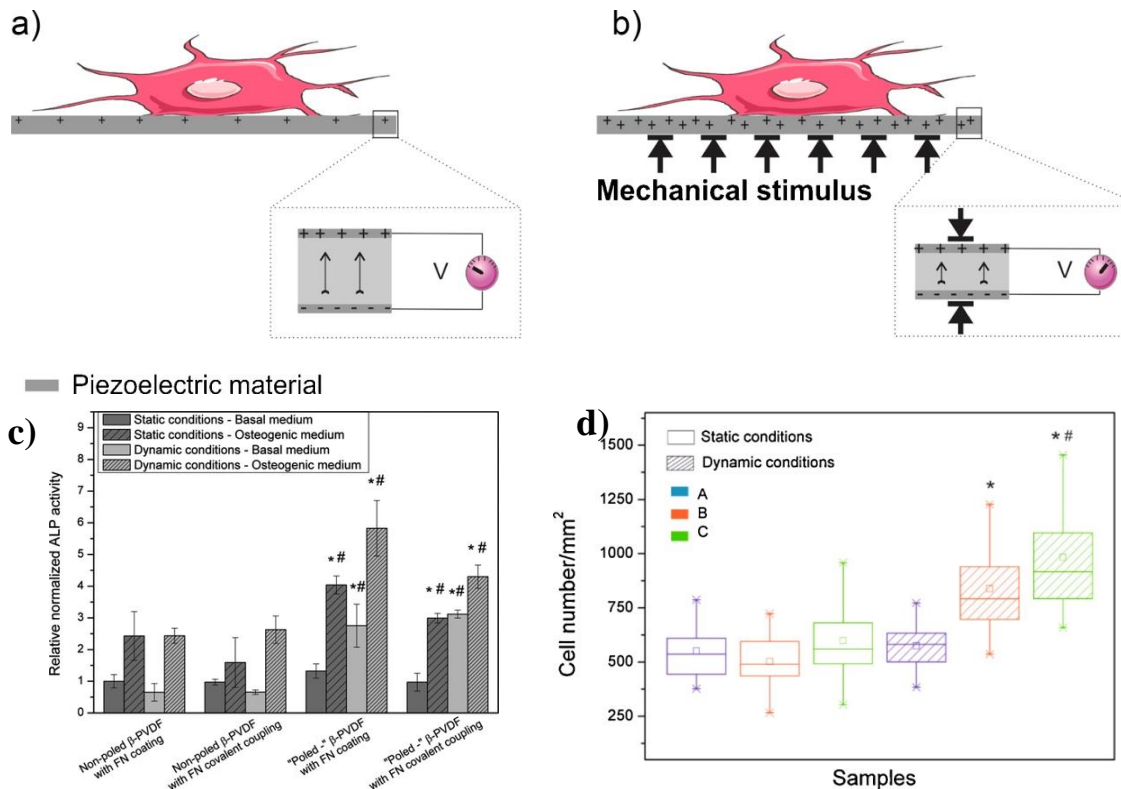 a)
b)
Mechanical stimulus
V
V
Piezoelectric material
c)
Static conditions - Basal medium
Static conditions - Osteogenic medium
Dynamic conditions - Basal medium
Dynamic conditions - Osteogenic medium
Relative normalized ALP activity
9
8
7
6
5
4
3
2
1
0
*#
*#
*#
*#
*#
*#
Non-poled β-PVDF
with FN coating
Non-poled β-PVDF
with FN covalent coupling
"Poled -" β-PVDF
with FN coating
"Poled -" β-PVDF
with FN covalent coupling
d)
Static conditions
Dynamic conditions
A
B
C
Cell number/mm²
1500
1250
1000
750
500
250
*
* #
Samples